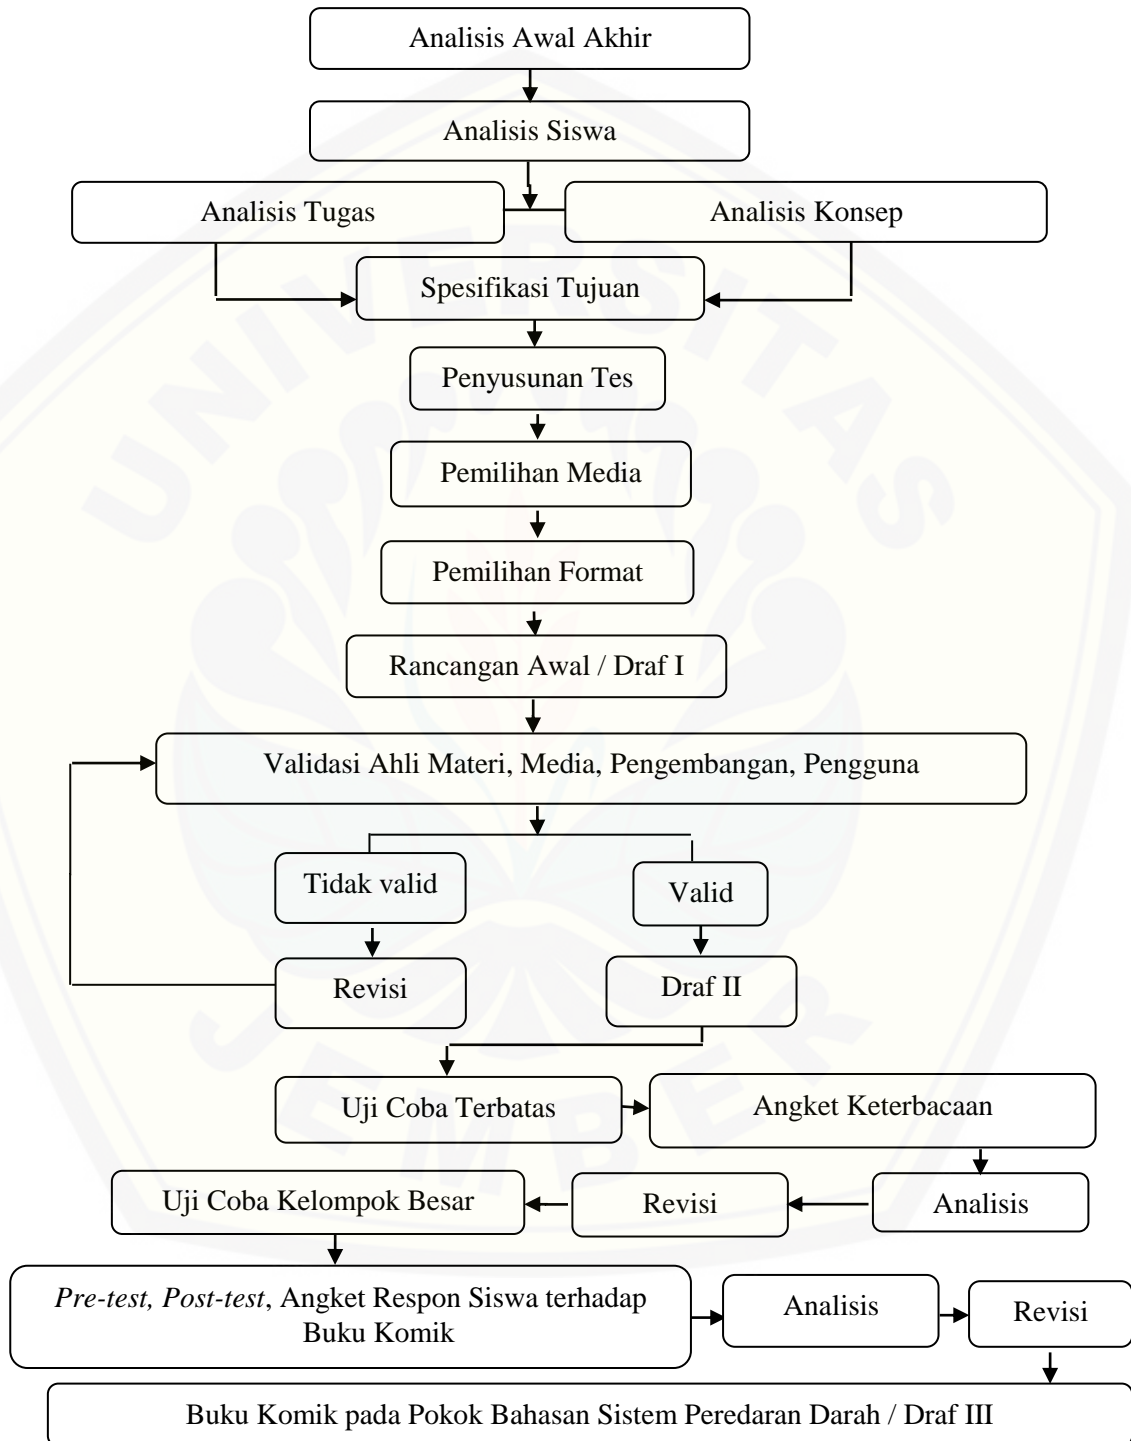 Analisis Awal Akhir
Analisis Siswa
Analisis Tugas
Analisis Konsep
Spesifikasi Tujuan
Penyusunan Tes
Pemilihan Media
Pemilihan Format
Rancangan Awal / Draf I
Validasi Ahli Materi, Media, Pengembangan, Pengguna
Tidak valid
Valid
Revisi
Draf II
Uji Coba Terbatas
Angket Keterbacaan
Uji Coba Kelompok Besar
Revisi
Analisis
Pre-test, Post-test, Angket Respon Siswa terhadap
Buku Komik
Analisis
Revisi
Buku Komik pada Pokok Bahasan Sistem Peredaran Darah / Draf III
UNIVERSITAS
JEMBER